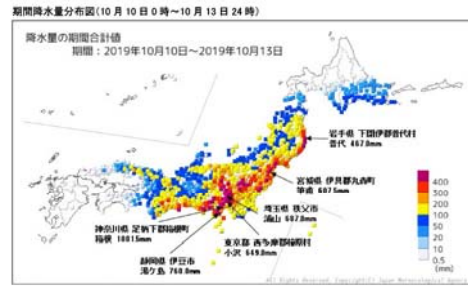 期間降水量分布図(10月10日0時～10月13日24時)
降水量の期間合計値
期間：2019年10月10日～2019年10月13日
岩手県 下閉伊郡普代村
普代 467.0mm
宮城県 伊具郡丸森町
筆甫 607.5mm
埼玉県 秩父市
浦山 687.0mm
神奈川県 足柄下郡箱根町
箱根 1001.5mm
東京都 西多摩郡檜原村
小沢 649.0mm
静岡県 伊豆市
湯ケ島 760.0mm
400
300
200
100
50
20
10
0.5
(mm)
All Rights Reserved, Copyright(C) Japan Meteorological Agency